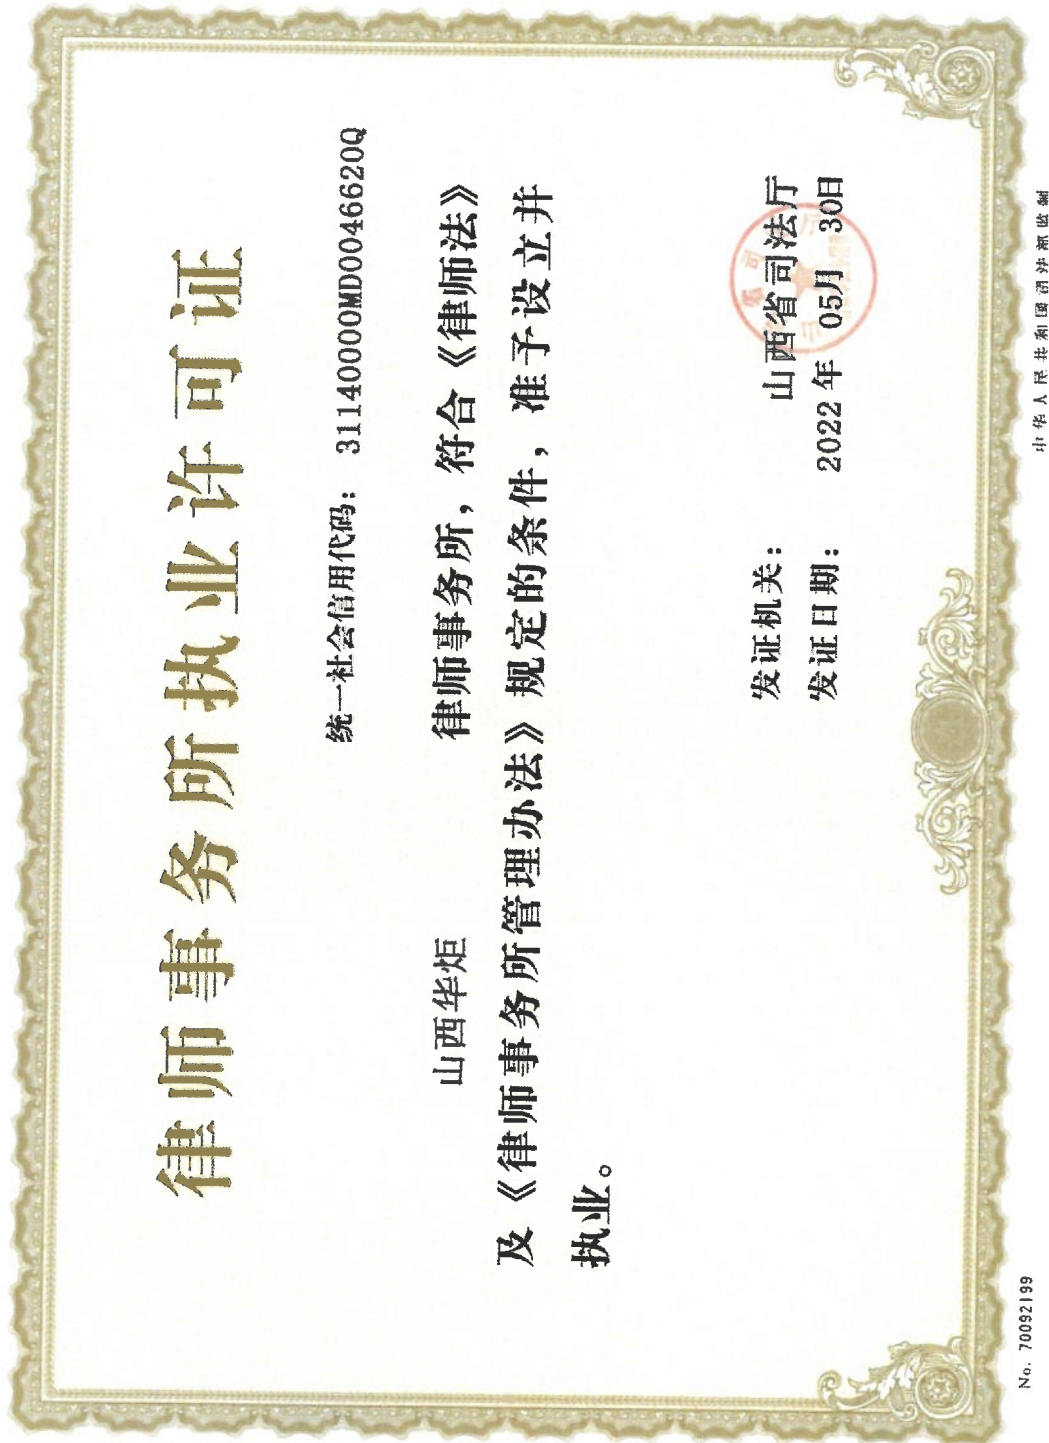 律师事务所执业许可证
统一社会信用代码: 31140000MD0046620Q
山西华炬 律师事务所，符合《律师法》
及《律师事务所管理办法》规定的条件，准予设立并
执业。
发证机关: 山西省司法厅
发证日期: 2022年 05月 30日
No. 70092199
中华人民共和国司法部监制